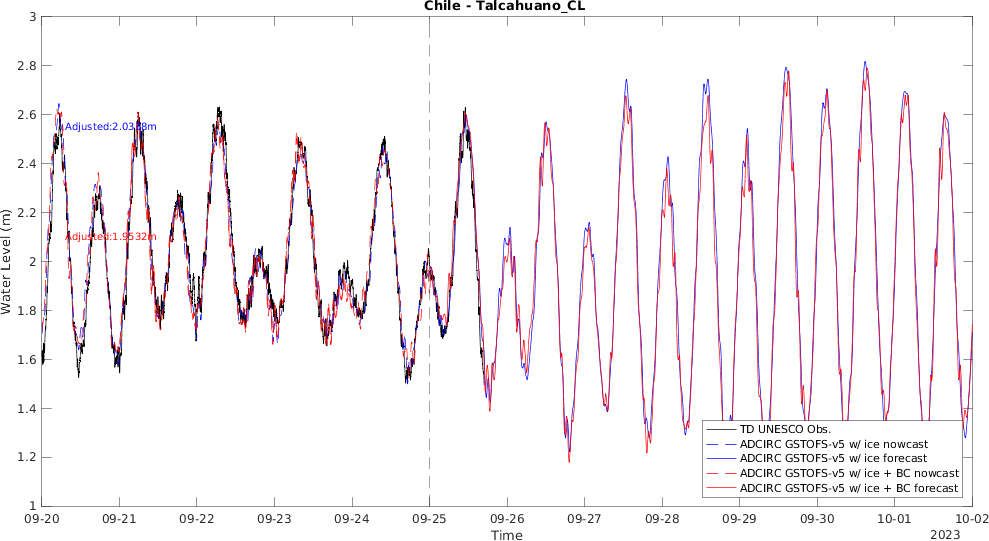 Chile - Talcahuano_CL
3
2.8
2.6
2.4
2.2
2
1.8
1.6
1.4
1.2
1
Water Level (m)
Adjusted:1.9532m
09-20
09-21
09-22
09-23
09-24
09-25
09-26
09-27
09-28
09-29
09-30
10-01
10-02
Time
2023
TD UNESCO Obs.
ADCIRC GSTOFS-v5 w/ ice nowcast
ADCIRC GSTOFS-v5 w/ ice forecast
ADCIRC GSTOFS-v5 w/ ice + BC nowcast
ADCIRC GSTOFS-v5 w/ ice + BC forecast